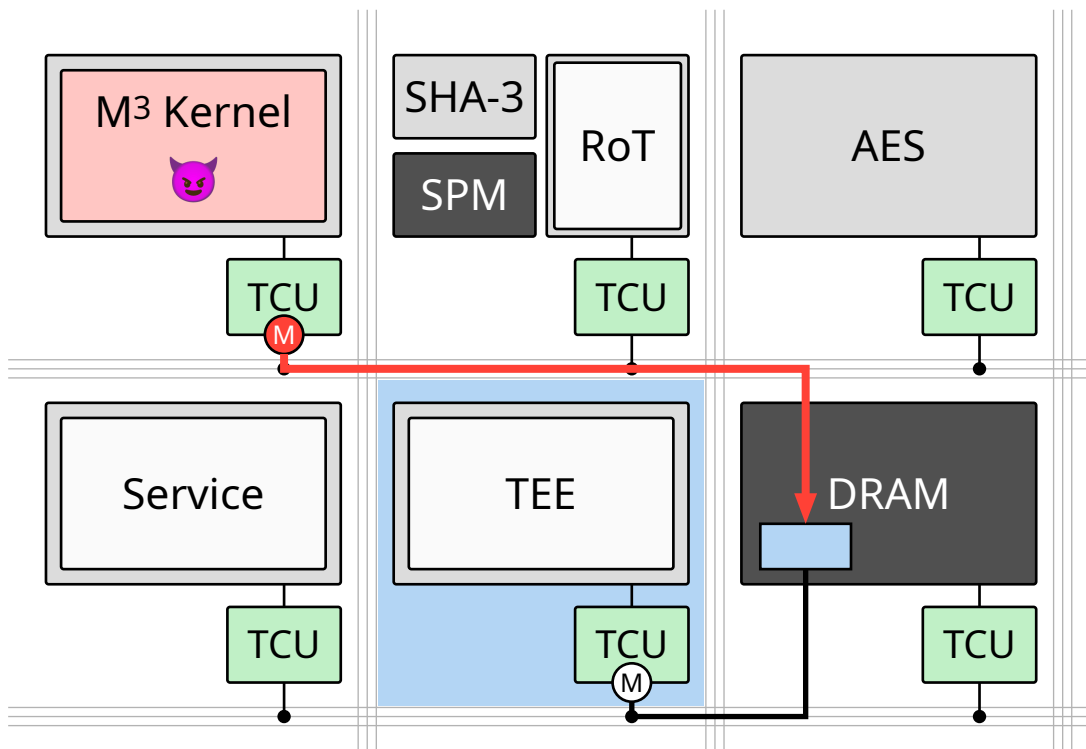 M³ Kernel
SHA-3
SPM
RoT
AES
TCU
M
TCU
TCU
Service
TEE
DRAM
TCU
TCU
M
TCU